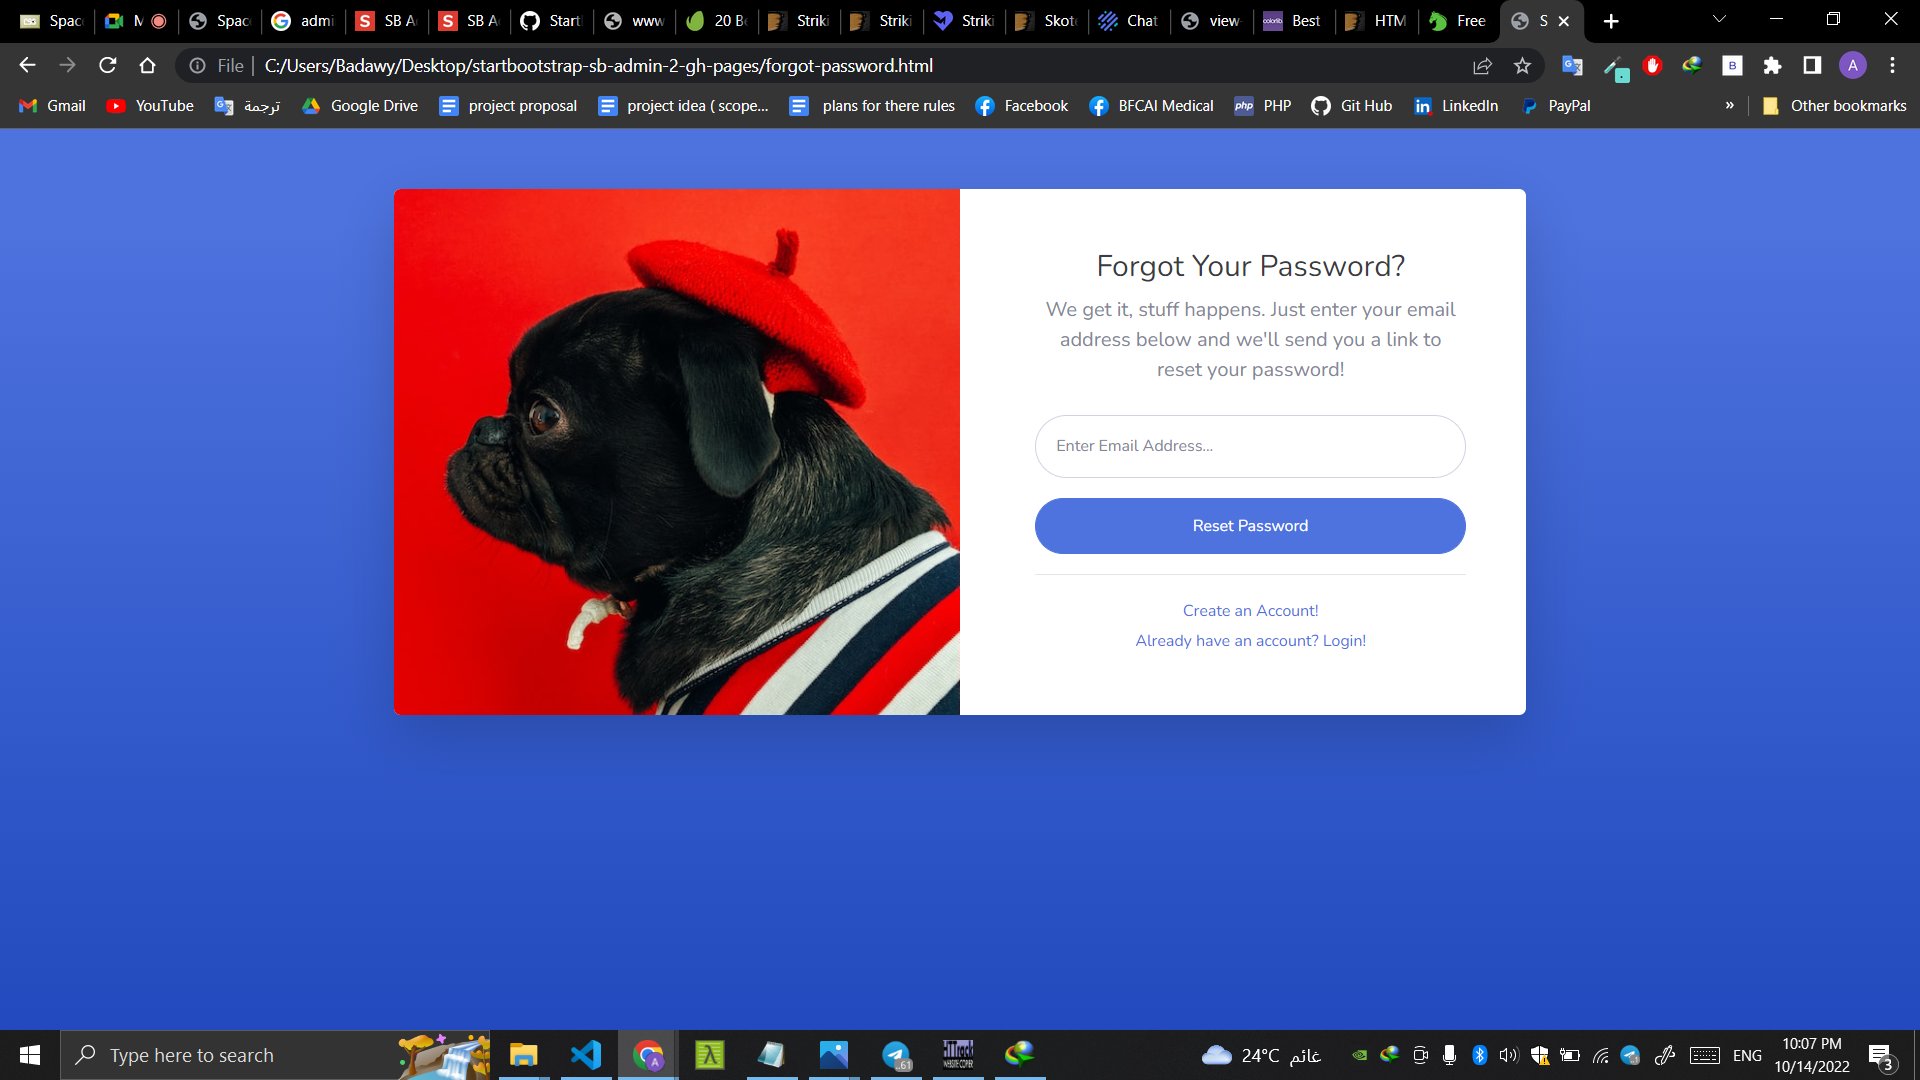 Space
M
Space
admi
SB A
SB A
Start
www
20 Be
Striki
Striki
Striki
Skote
Chat
view-
Best
HTM
Free
S
File
C:/Users/Badawy/Desktop/startbootstrap-sb-admin-2-gh-pages/forgot-password.html
A
Gmail
YouTube
ترجمة
Google Drive
project proposal
project idea ( scope...
plans for there rules
Facebook
BFCAI Medical
PHP
Git Hub
LinkedIn
PayPal
»
Other bookmarks
Forgot Your Password?
We get it, stuff happens. Just enter your email
address below and we'll send you a link to
reset your password!
Enter Email Address...
Reset Password
Create an Account!
Already have an account? Login!
Type here to search
24°C غائم
ENG
10:07 PM
10/14/2022
3